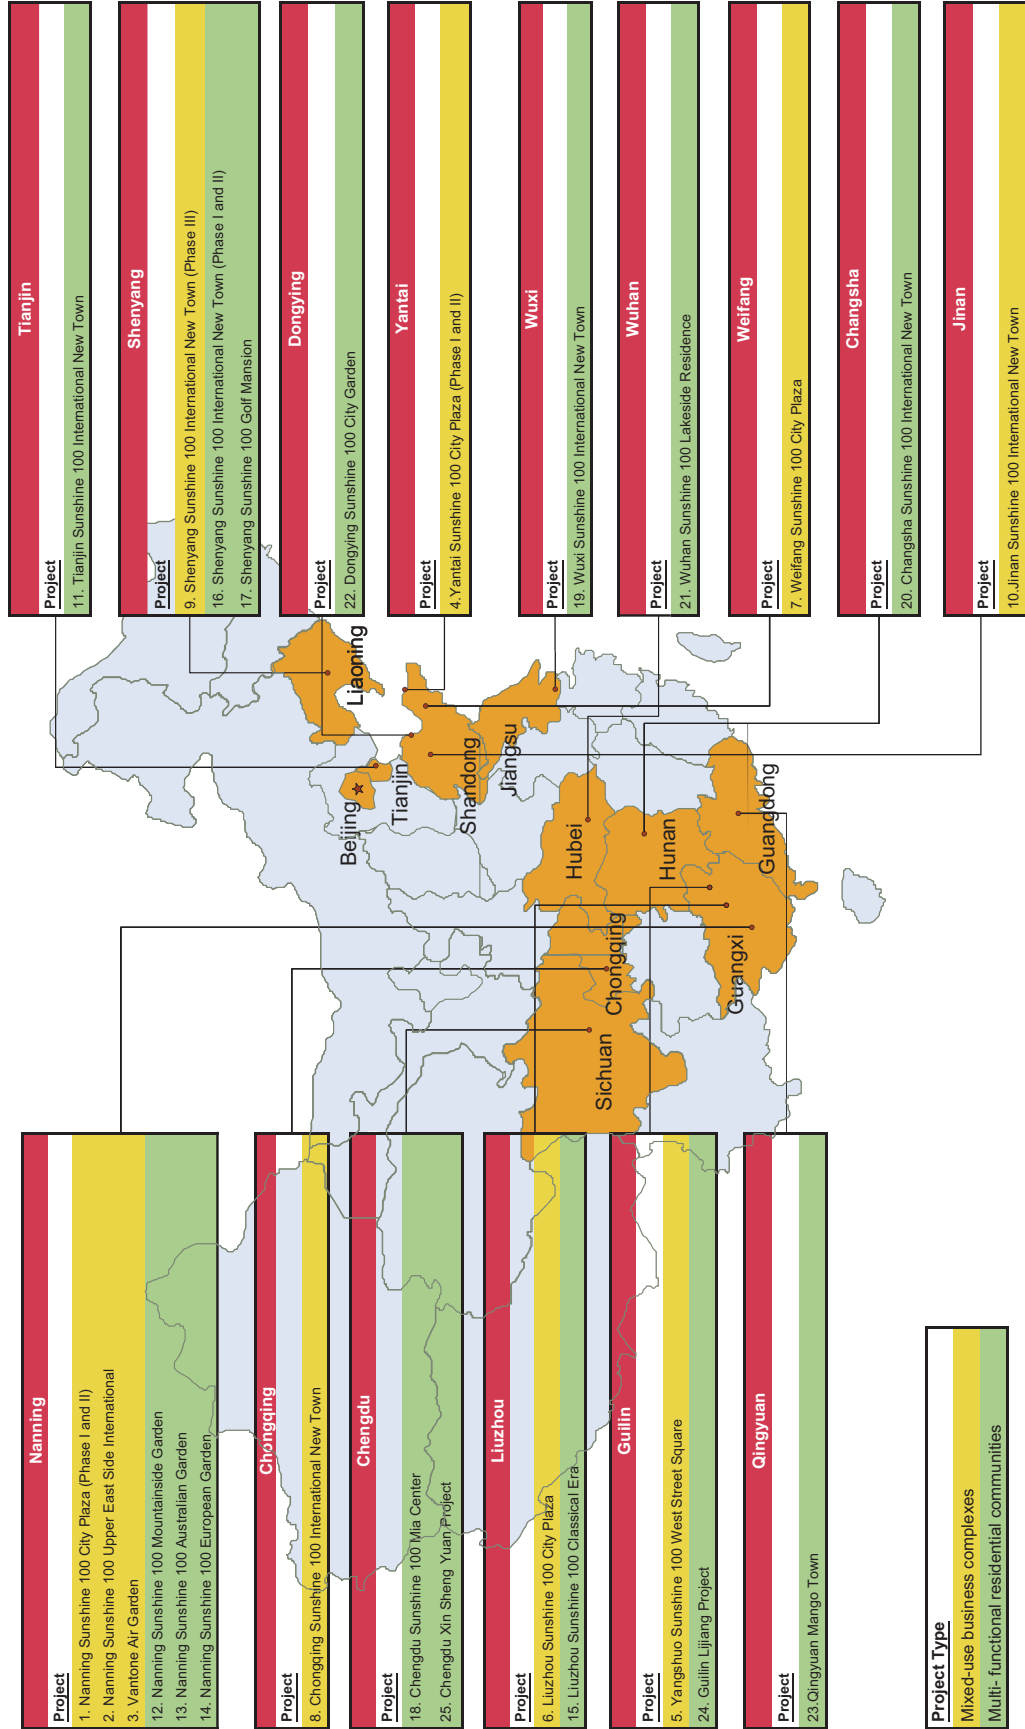 Nanning
Project
1. Nanning Sunshine 100 City Plaza (Phase I and II)
2. Nanning Sunshine 100 Upper East Side International
3. Vantone Air Garden
12. Nanning Sunshine 100 Mountainside Garden
13. Nanning Sunshine 100 Australian Garden
14. Nanning Sunshine 100 European Garden
Chongqing
Project
8. Chongqing Sunshine 100 International New Town
Chengdu
Project
18. Chengdu Sunshine 100 Mia Center
25. Chengdu Xin Sheng Yuan Project
Liuzhou
Project
6. Liuzhou Sunshine 100 City Plaza
15. Liuzhou Sunshine 100 Classical Era
Guilin
Project
5. Yangshuo Sunshine 100 West Street Square
24. Guilin Lijiang Project
Qingyuan
Project
23.Qingyuan Mango Town
Project Type
Mixed-use business complexes
Multi- functional residential communities
Liaoning
Beijing
Tianjin
Shandong
Jiangsu
Hubei
Hunan
Chongqing
Sichuan
Guangxi
Guangdong
Tianjin
Project
11. Tianjin Sunshine 100 International New Town
Shenyang
Project
9. Shenyang Sunshine 100 International New Town (Phase III)
16. Shenyang Sunshine 100 International New Town (Phase I and II)
17. Shenyang Sunshine 100 Golf Mansion
Dongying
Project
22. Dongying Sunshine 100 City Garden
Yantai
Project
4.Yantai Sunshine 100 City Plaza (Phase I and II)
Wuxi
Project
19. Wuxi Sunshine 100 International New Town
Wuhan
Project
21. Wuhan Sunshine 100 Lakeside Residence
Weifang
Project
7. Weifang Sunshine 100 City Plaza
Changsha
Project
20. Changsha Sunshine 100 International New Town
Jinan
Project
10.Jinan Sunshine 100 International New Town